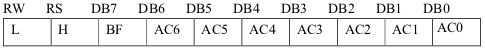 RW RS DB7 DB6 DB5 DB4 DB3 DB2 DB1 DB0
L H BF AC6 AC5 AC4 AC3 AC2 AC1 AC0